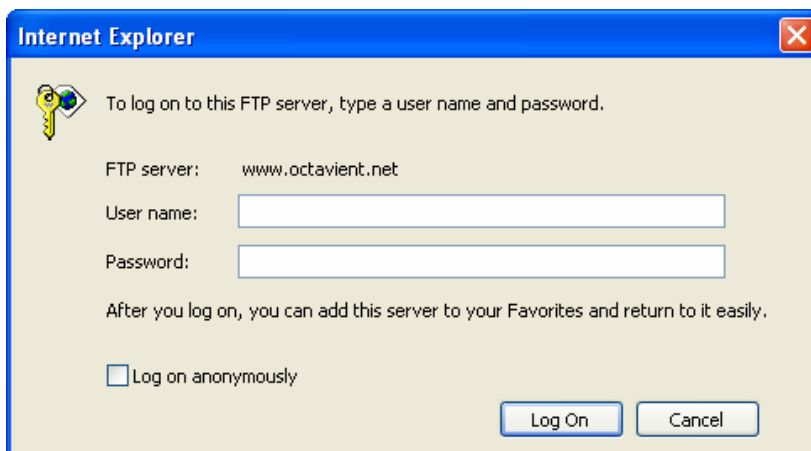 Internet Explorer
To log on to this FTP server, type a user name and password.
FTP server: www.octavient.net
User name:
Password:
After you log on, you can add this server to your Favorites and return to it easily.
Log on anonymously
Log On Cancel